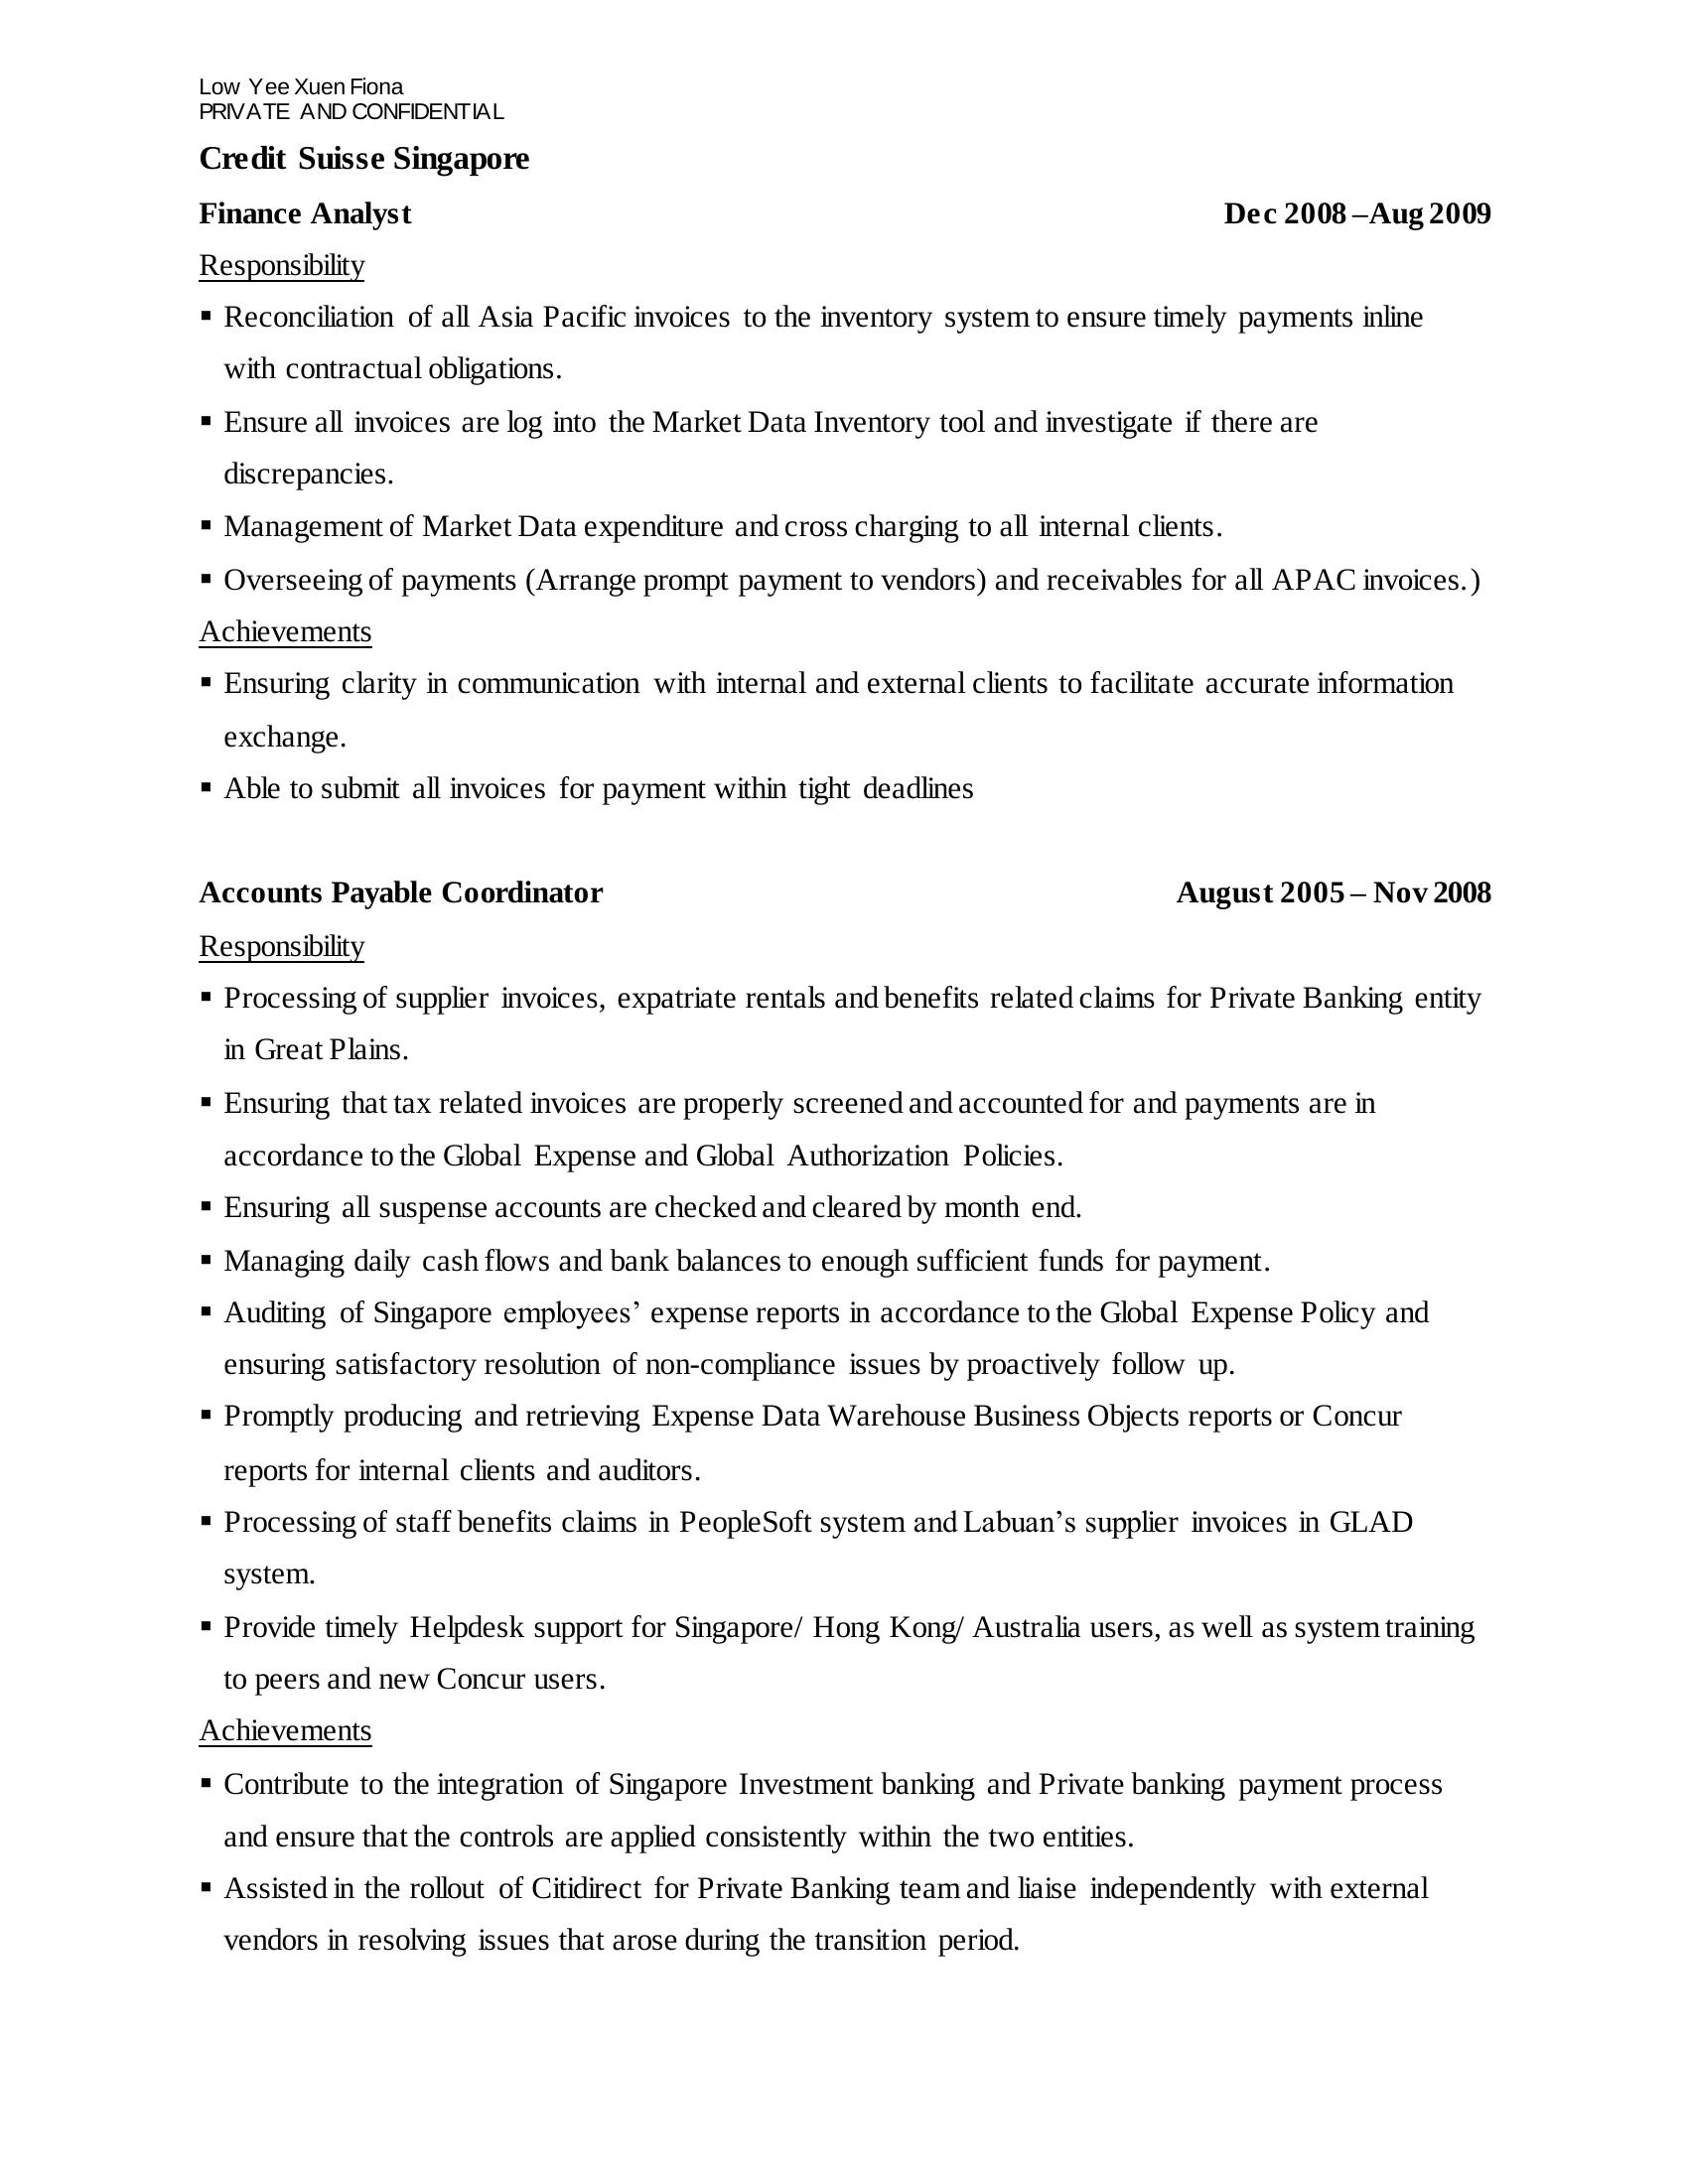 Low Yee Xuen Fiona
PRIVATE AND CONFIDENTIAL
Credit Suisse Singapore
Finance Analyst Dec 2008 –Aug 2009
Responsibility
▪ Reconciliation of all Asia Pacific invoices to the inventory system to ensure timely payments inline
with contractual obligations.
▪ Ensure all invoices are log into the Market Data Inventory tool and investigate if there are
discrepancies.
▪ Management of Market Data expenditure and cross charging to all internal clients.
▪ Overseeing of payments (Arrange prompt payment to vendors) and receivables for all APAC invoices.)
Achievements
▪ Ensuring clarity in communication with internal and external clients to facilitate accurate information
exchange.
▪ Able to submit all invoices for payment within tight deadlines
Accounts Payable Coordinator August 2005 – Nov 2008
Responsibility
▪ Processing of supplier invoices, expatriate rentals and benefits related claims for Private Banking entity
in Great Plains.
▪ Ensuring that tax related invoices are properly screened and accounted for and payments are in
accordance to the Global Expense and Global Authorization Policies.
▪ Ensuring all suspense accounts are checked and cleared by month end.
▪ Managing daily cash flows and bank balances to enough sufficient funds for payment.
▪ Auditing of Singapore employees’ expense reports in accordance to the Global Expense Policy and
ensuring satisfactory resolution of non-compliance issues by proactively follow up.
▪ Promptly producing and retrieving Expense Data Warehouse Business Objects reports or Concur
reports for internal clients and auditors.
▪ Processing of staff benefits claims in PeopleSoft system and Labuan’s supplier invoices in GLAD
system.
▪ Provide timely Helpdesk support for Singapore/ Hong Kong/ Australia users, as well as system training
to peers and new Concur users.
Achievements
▪ Contribute to the integration of Singapore Investment banking and Private banking payment process
and ensure that the controls are applied consistently within the two entities.
▪ Assisted in the rollout of Citidirect for Private Banking team and liaise independently with external
vendors in resolving issues that arose during the transition period.